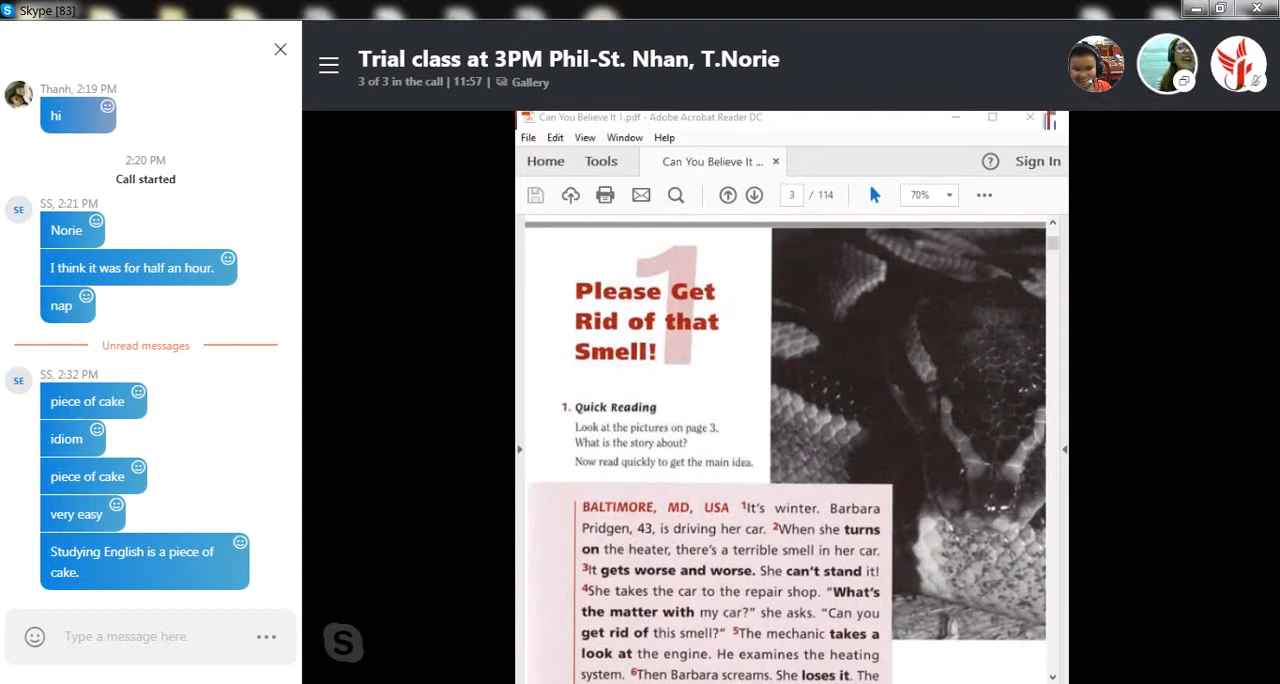 Skype [83]
Thanh, 2:19 PM
hi
2:20 PM
Call started
SE
SS, 2:21 PM
Norie
I think it was for half an hour.
nap
Unread messages
SE
SS, 2:32 PM
piece of cake
idiom
piece of cake
very easy
Studying English is a piece of
cake.
Type a message here
Trial class at 3PM Phil-St. Nhan, T.Norie
3 of 3 in the call | 11:57 | Gallery
Can You Believe It 1.pdf - Adobe Acrobat Reader DC
File Edit View Window Help
Home Tools Can You Believe It ... × ? Sign In
3 / 114 70%
1
Please Get
Rid of that
Smell!
1. Quick Reading
Look at the pictures on page 3.
What is the story about?
Now read quickly to get the main idea.
BALTIMORE, MD, USA 1It's winter. Barbara
Pridgen, 43, is driving her car. 2When she turns
on the heater, there's a terrible smell in her car.
3It gets worse and worse. She can't stand it!
4She takes the car to the repair shop. "What's
the matter with my car?" she asks. "Can you
get rid of this smell?" 5The mechanic takes a
look at the engine. He examines the heating
system. 6Then Barbara screams. She loses it. The